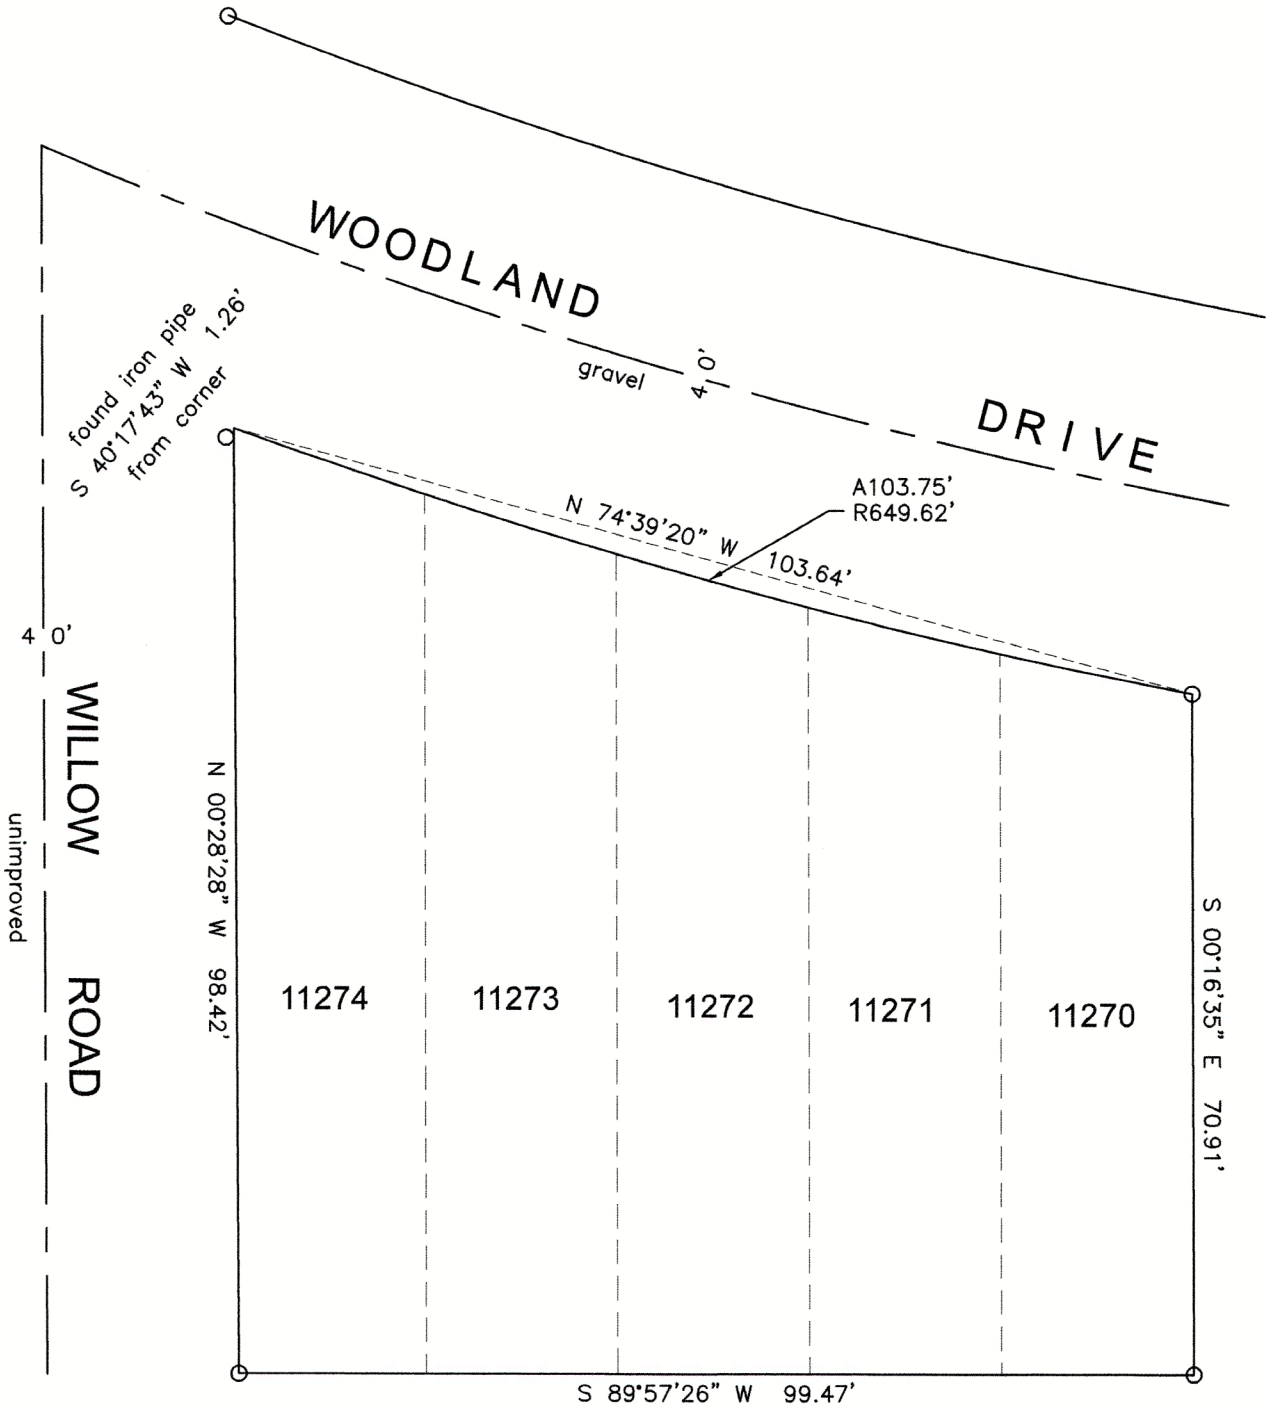 WOODLAND
DRIVE
gravel
4 0'
found iron pipe
S 40°17'43" W 1.26'
from corner
A103.75'
R649.62'
N 74°39'20" W 103.64'
4 0'
WILLOW ROAD
unimproved
N 00°28'28" W 98.42'
S 00°16'35" E 70.91'
11274
11273
11272
11271
11270
S 89°57'26" W 99.47'